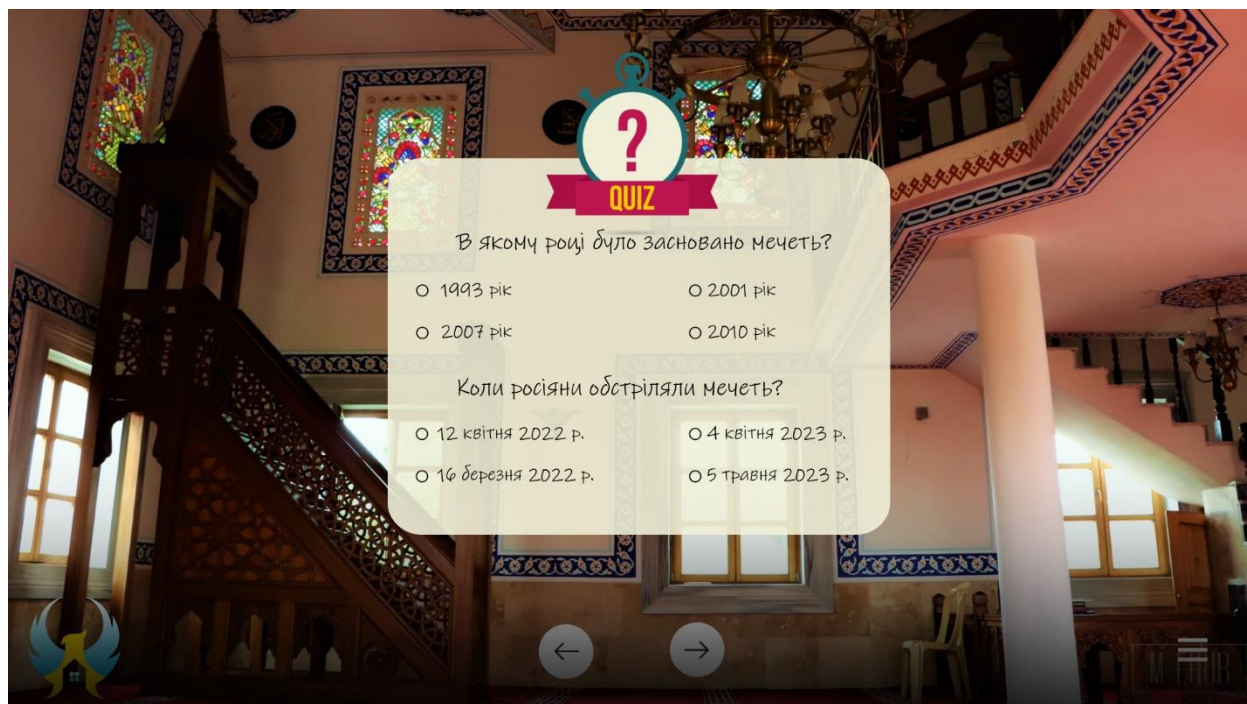 ?
QUIZ
В якому році було засновано мечеть?
1993 рік
2001 рік
2007 рік
2010 рік
Коли росіяни обстріляли мечеть?
12 квітня 2022 р.
4 квітня 2023 р.
16 березня 2022 р.
5 травня 2023 р.